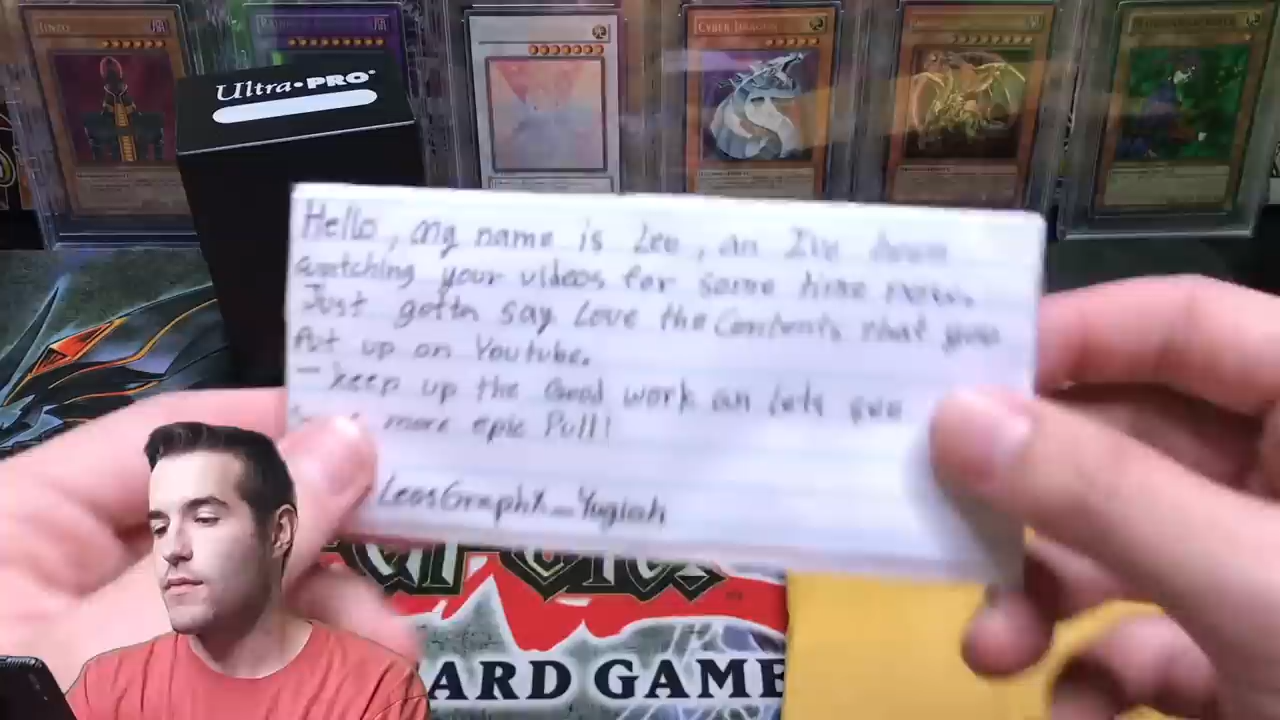 JINZO
Ultra•PRO
CYBER DRAGON
Hello, My name is Leo, an I've been
watching your videos for some time now.
Just gotta say Love the Contents that you
Put up on Youtube.
- keep up the Good work an lets see
more epic Pull!
LeosGraphX_Yugioh
CARD GAME